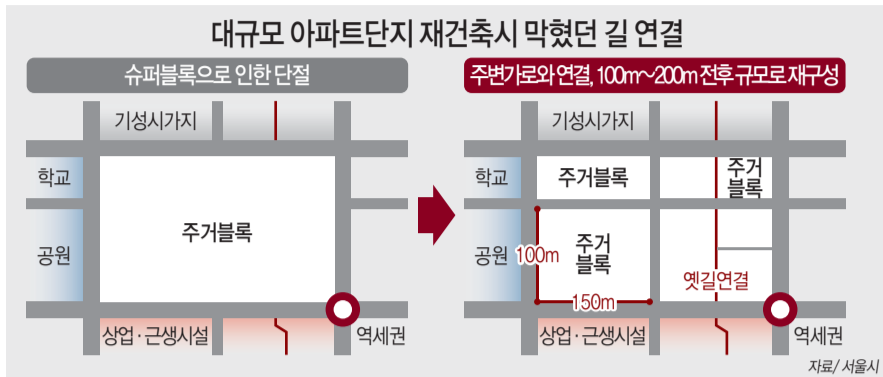 대규모 아파트단지 재건축시 막혔던 길 연결
슈퍼블록으로 인한 단절
기성시가지
학교
주거블록
공원
상업·근생시설
역세권
주변가로와 연결, 100m~200m 전후 규모로 재구성
기성시가지
학교
주거블록
주거
블록
공원
100m
주거
블록
150m
옛길연결
상업·근생시설
역세권
자료/ 서울시